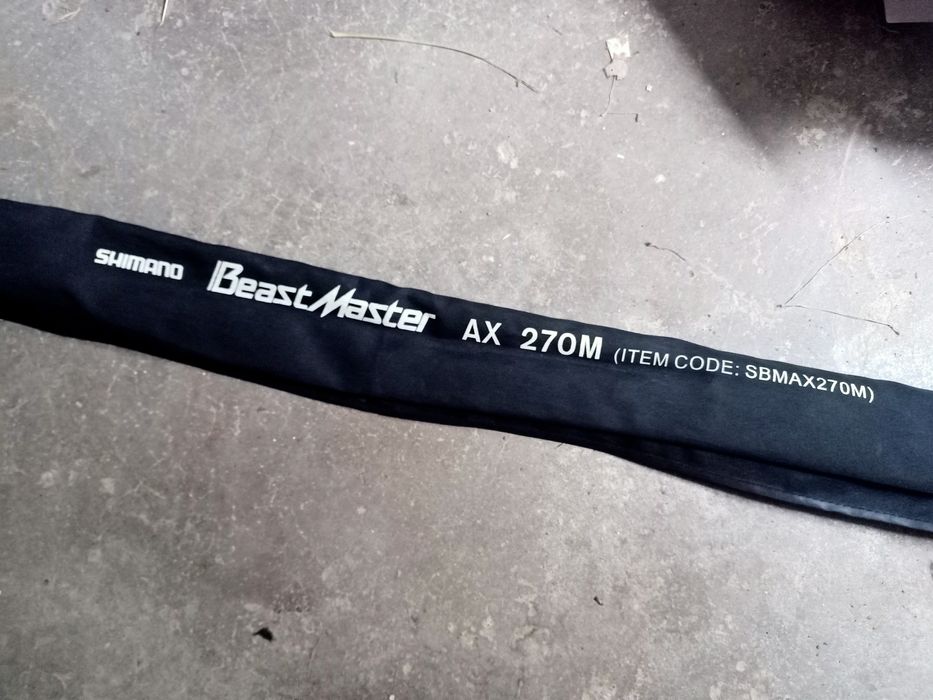 SHIMANO BeastMaster AX 270M (ITEM CODE: SBMAX270M)